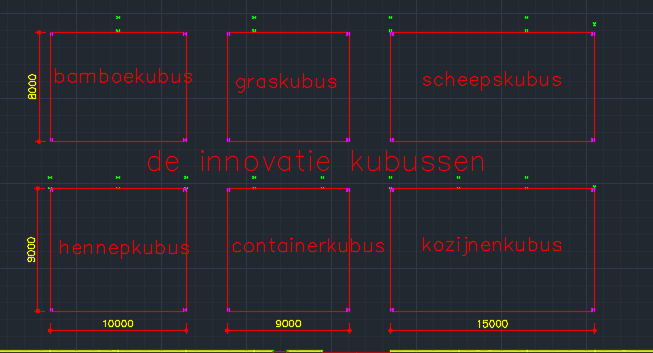 bamboekubus
graskubus
scheepskubus
8000
de innovatie kubussen
hennepkubus
containerkubus
kozijnenkubus
9000
10000
9000
15000